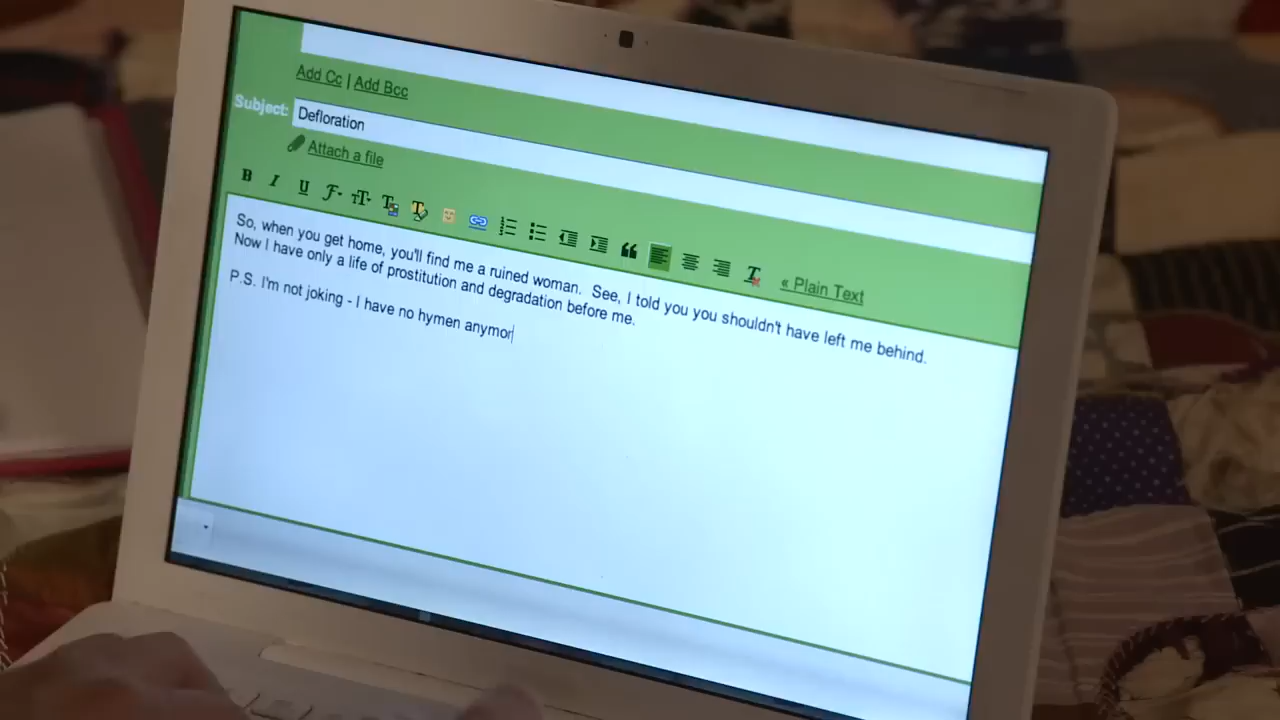 Add Cc | Add Bcc
Subject: Defloration
Attach a file
B I U F T T T T « Plain Text
So, when you get home, you'll find me a ruined woman. See, I told you you shouldn't have left me behind.
Now I have only a life of prostitution and degradation before me.
P.S. I'm not joking - I have no hymen anymor